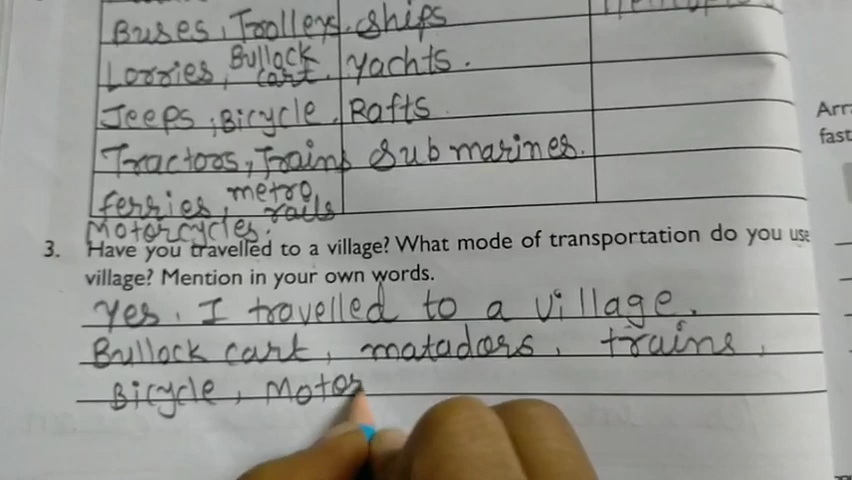 Buses, Trolleys. ships
Lorries, Bullock cart. Yachts.
Jeeps, Bicycle, Rafts.
Tractors, Trains Submarines.
ferries, metro rails
Motorcycles.
3. Have you travelled to a village? What mode of transportation do you use
village? Mention in your own words.
Yes. I travelled to a village.
Bullock cart, matadors, trains,
Bicycle, Motor
Arr
fast